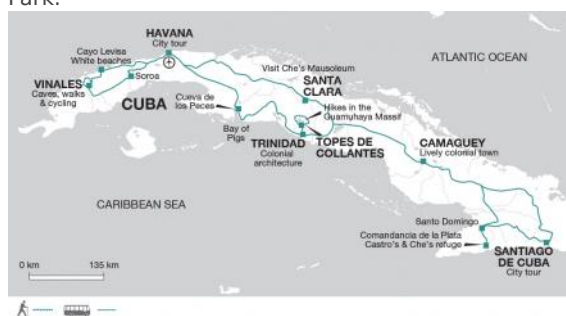 Park.
HAVANA
City tour
Cayo Levisa
White beaches
ATLANTIC OCEAN
Visit Che's Mausoleum
Soroa
VINALES
Caves, walks
& cycling
SANTA
CLARA
CUBA
Cueva de
los Peces
Hikes in the
Guamuhaya Massif
Bay of
Pigs
TRINIDAD
Colonial
architecture
TOPES DE
COLLANTES
CAMAGUEY
Lively colonial town
CARIBBEAN SEA
Santo Domingo
Comandancia de la Plata
Castro's & Che's refuge
SANTIAGO
DE CUBA
City tour
0 km
135 km